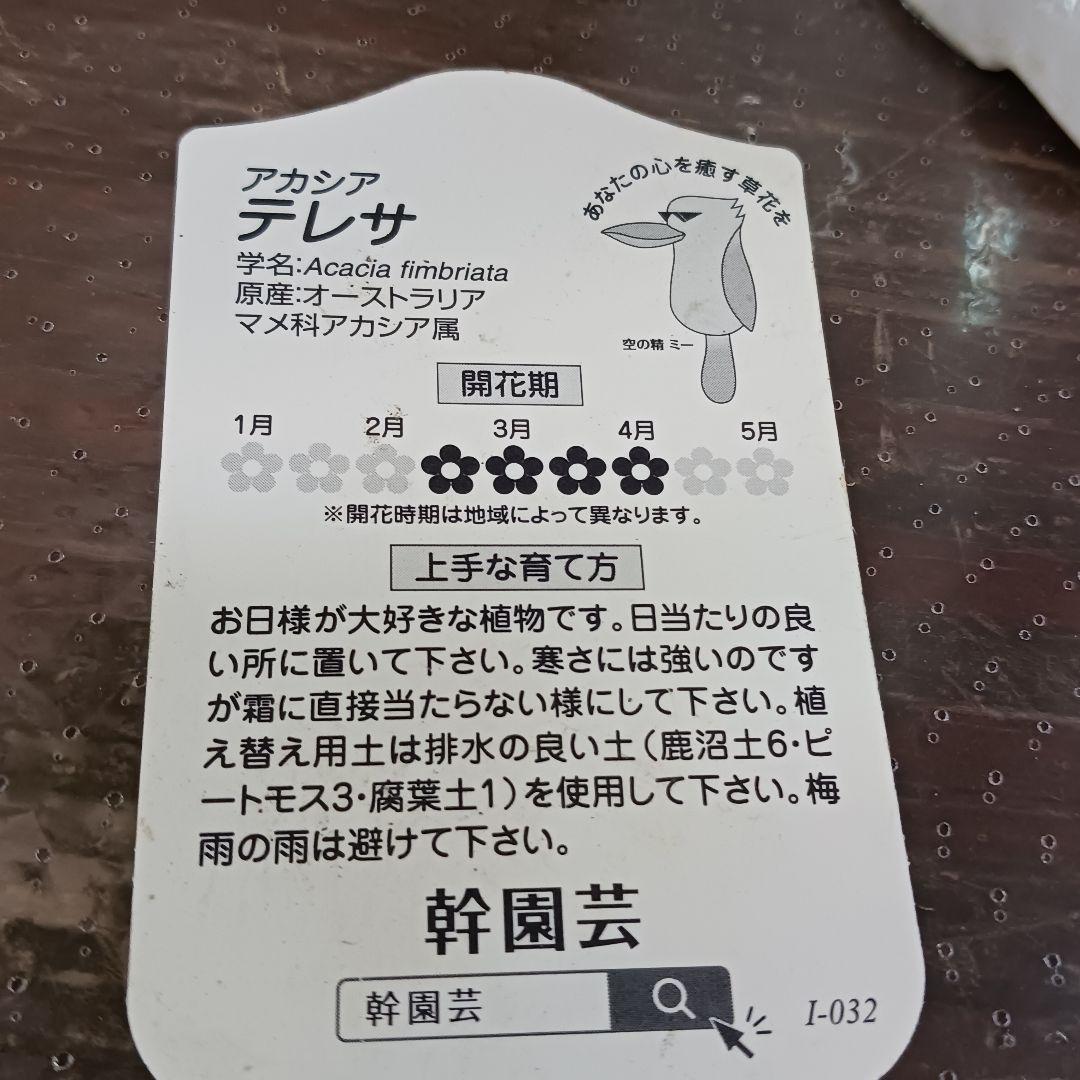 アカシア
テレサ
学名:Acacia fimbriata
原産:オーストラリア
マメ科アカシア属
あなたの心を癒す草花を
空の精 ミー
開花期
1月 2月 3月 4月 5月
※開花時期は地域によって異なります。
上手な育て方
お日様が大好きな植物です。日当たりの良
い所に置いて下さい。寒さには強いのです
が霜に直接当たらない様にして下さい。植
え替え用土は排水の良い土(鹿沼土6・ピ
ートモス3・腐葉土1)を使用して下さい。梅
雨の雨は避けて下さい。
幹園芸
幹園芸
I-032